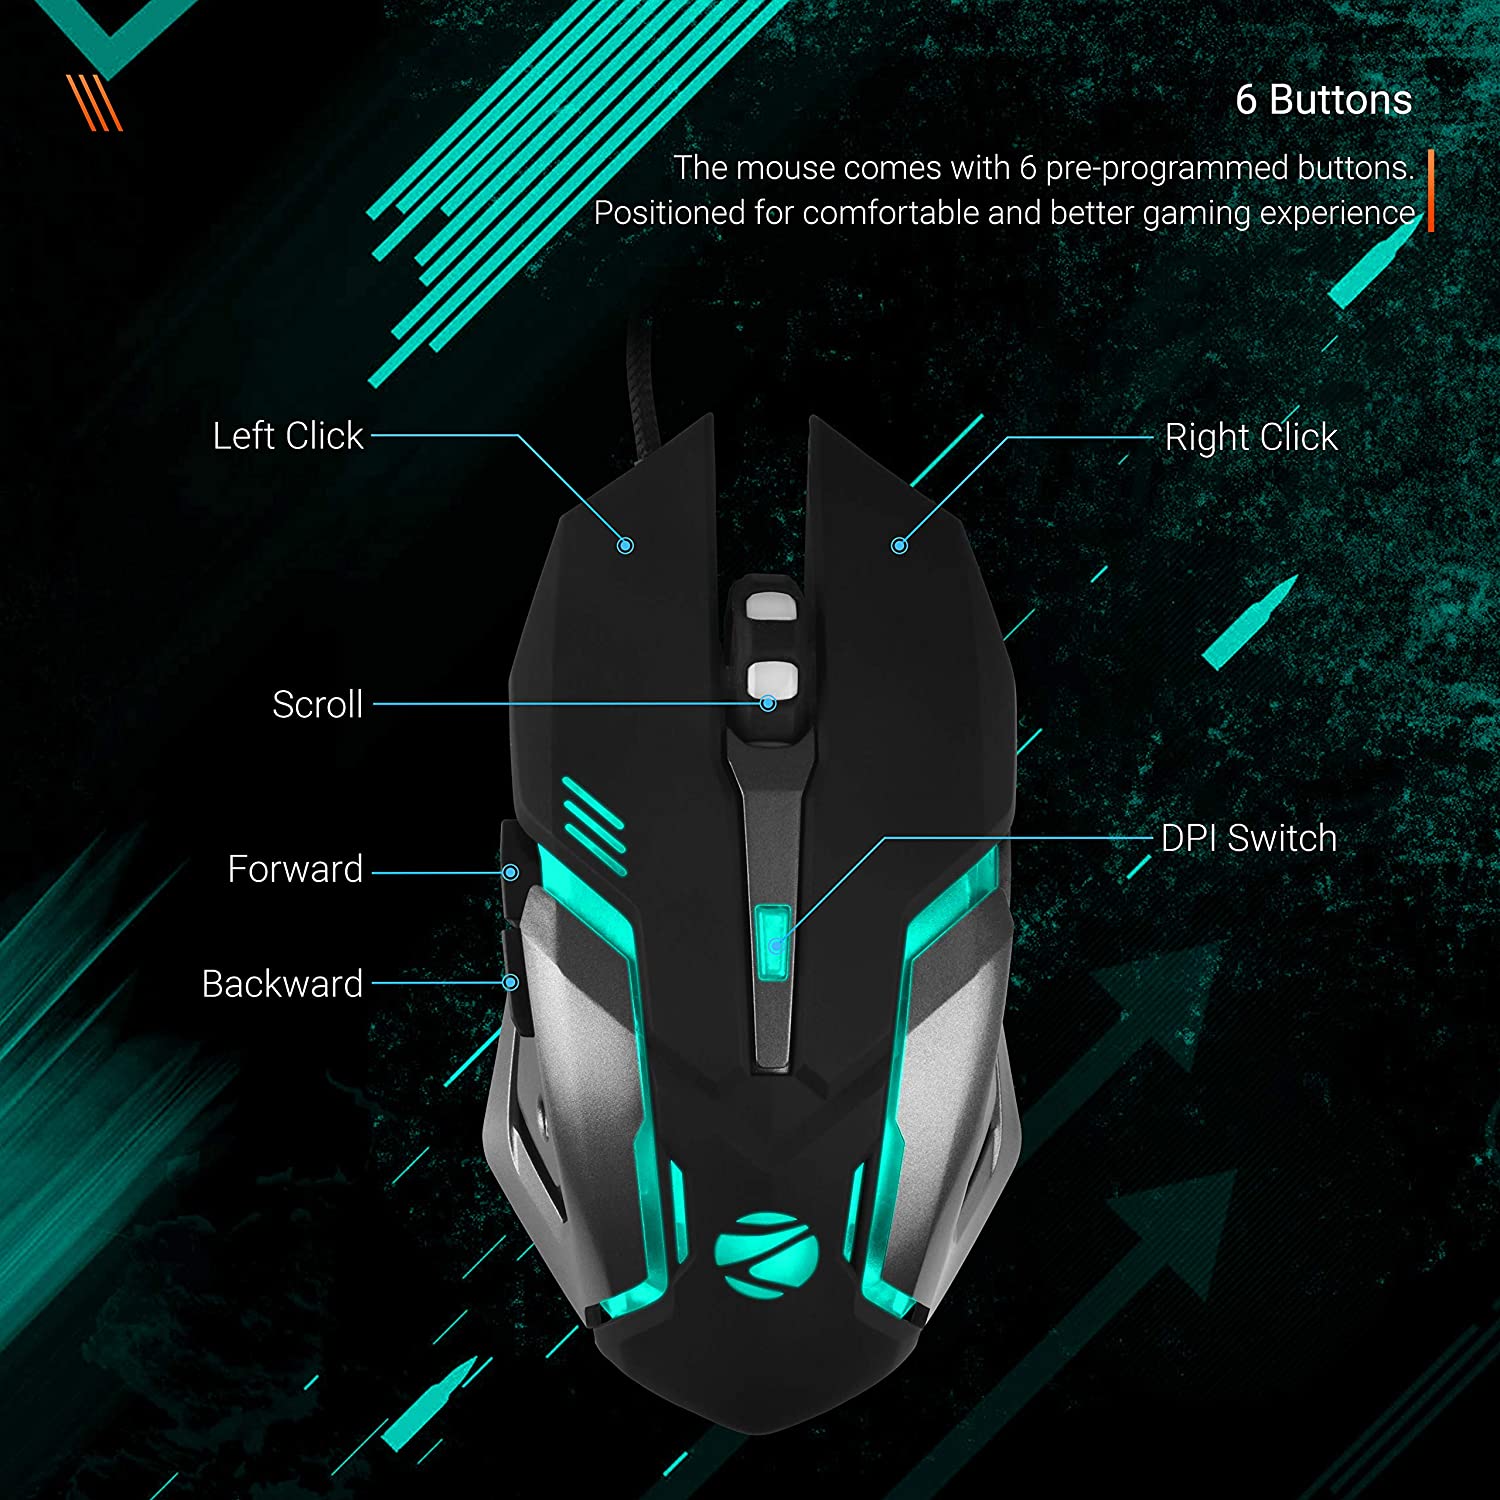 6 Buttons
The mouse comes with 6 pre-programmed buttons.
Positioned for comfortable and better gaming experience
Left Click
Right Click
Scroll
DPI Switch
Forward
Backward